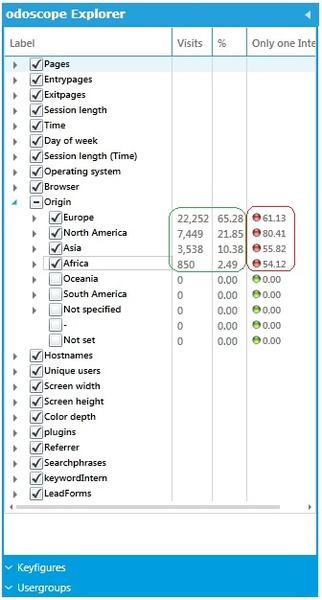 odoscope Explorer
Label Visits % Only one Inte
Pages
Entrypages
Exitpages
Session length
Time
Day of week
Session length (Time)
Operating system
Browser
Origin
Europe 22,252 65.28 61.13
North America 7,449 21.85 80.41
Asia 3,538 10.38 55.82
Africa 850 2.49 54.12
Oceania 0 0.00 0.00
South America 0 0.00 0.00
Not specified 0 0.00 0.00
- 0 0.00 0.00
Not set 0 0.00 0.00
Hostnames
Unique users
Screen width
Screen height
Color depth
plugins
Referrer
Searchphrases
keywordIntern
LeadForms
Keyfigures
Usergroups